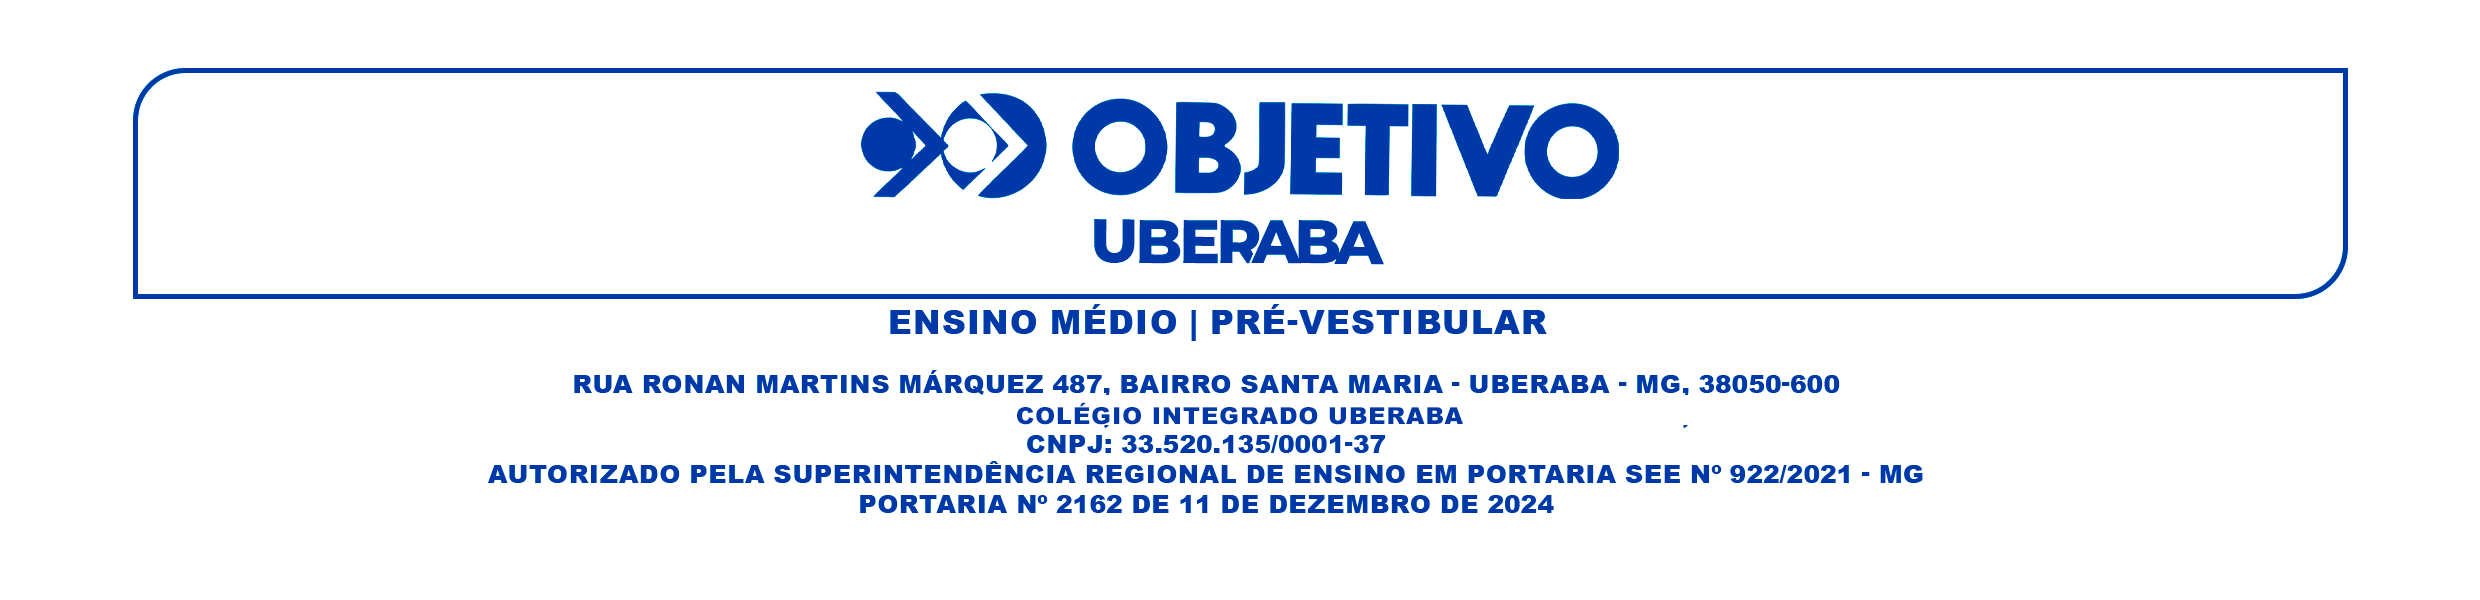 OBJETIVO
UBERABA
ENSINO MÉDIO | PRÉ-VESTIBULAR
RUA RONAN MARTINS MÁRQUEZ 487, BAIRRO SANTA MARIA - UBERABA - MG, 38050-600
COLÉGIO INTEGRADO UBERABA
CNPJ: 33.520.135/0001-37
AUTORIZADO PELA SUPERINTENDÊNCIA REGIONAL DE ENSINO EM PORTARIA SEE Nº 922/2021 - MG
PORTARIA Nº 2162 DE 11 DE DEZEMBRO DE 2024